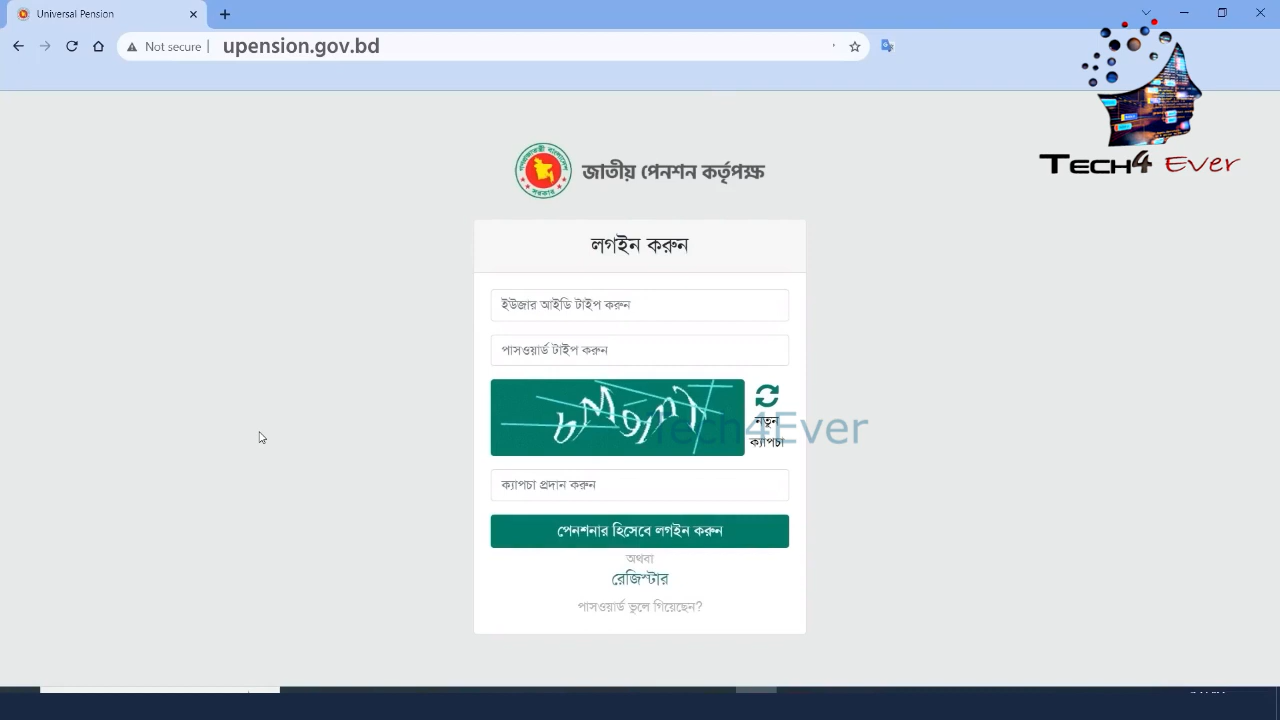 Universal Pension
Not secure
upension.gov.bd
TECH4 Ever
জাতীয় পেনশন কর্তৃপক্ষ
লগইন করুন
ইউজার আইডি টাইপ করুন
পাসওয়ার্ড টাইপ করুন
নতুন
ক্যাপচা
Tech4Ever
ক্যাপচা প্রদান করুন
পেনশনার হিসেবে লগইন করুন
অথবা
রেজিস্টার
পাসওয়ার্ড ভুলে গিয়েছেন?